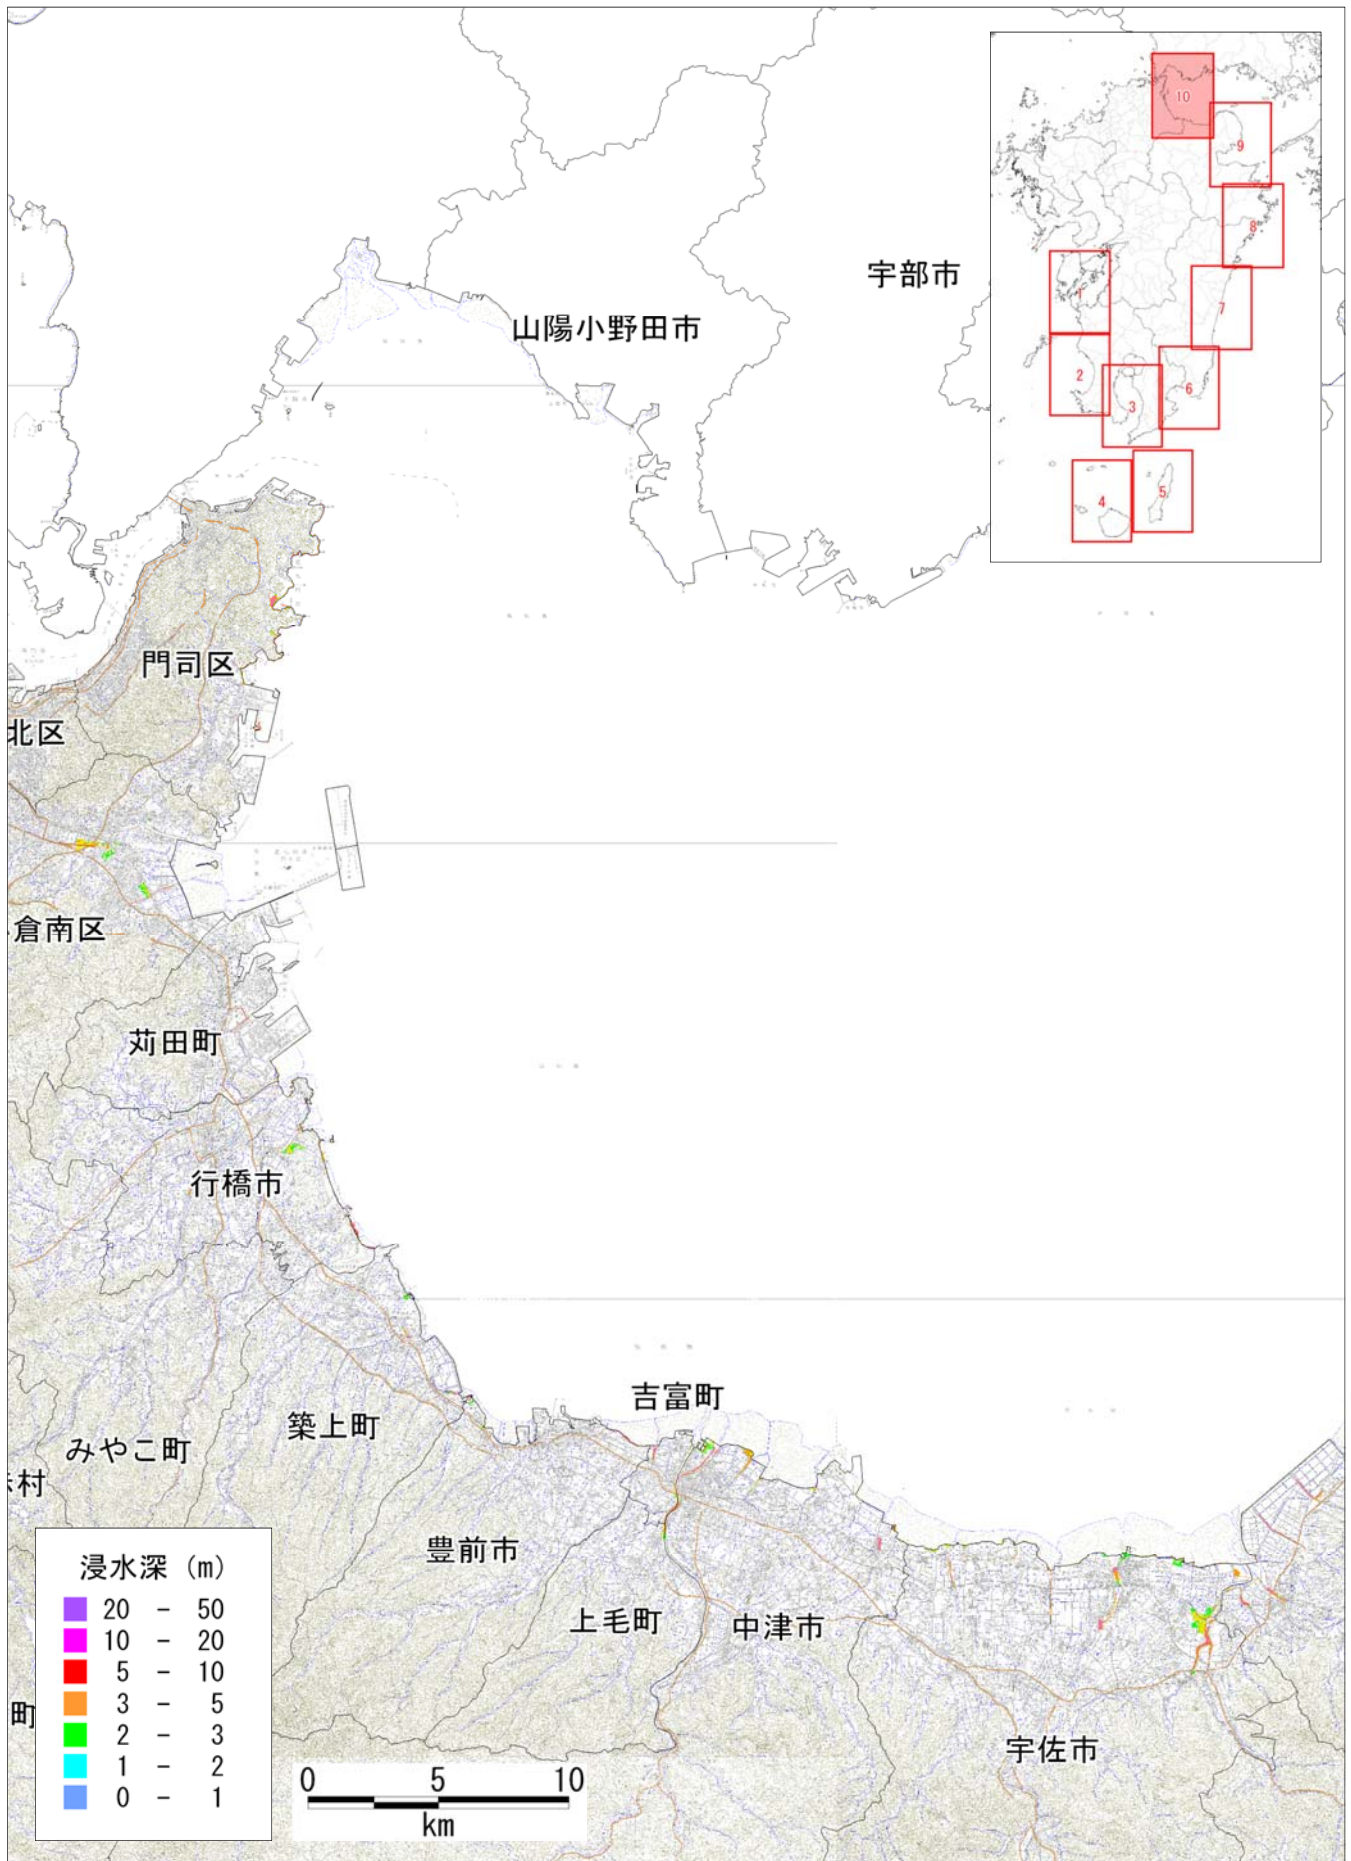 10
9
8
1
7
2
3
6
4
5
宇部市
山陽小野田市
門司区
北区
倉南区
苅田町
行橋市
吉富町
築上町
みやこ町
村
豊前市
上毛町
中津市
町
宇佐市
浸水深 (m)
20 - 50
10 - 20
5 - 10
3 - 5
2 - 3
1 - 2
0 - 1
0 5 10
km